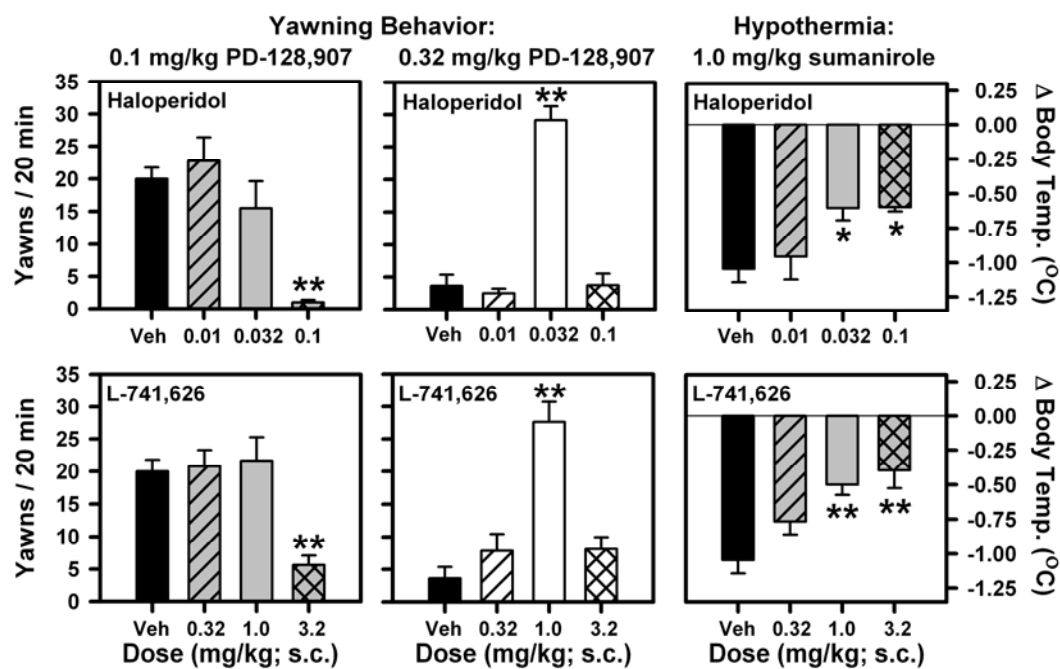 Yawning Behavior:
Hypothermia:
0.1 mg/kg PD-128,907
0.32 mg/kg PD-128,907
1.0 mg/kg sumanirole
Yawns / 20 min
35
30
25
20
15
10
5
0
Haloperidol
**
Veh 0.01 0.032 0.1
Haloperidol
**
Veh 0.01 0.032 0.1
Haloperidol
* *
Veh 0.01 0.032 0.1
0.25
0.00
-0.25
-0.50
-0.75
-1.00
-1.25
Δ Body Temp. (°C)
Yawns / 20 min
35
30
25
20
15
10
5
0
L-741,626
**
Veh 0.32 1.0 3.2
Dose (mg/kg; s.c.)
L-741,626
**
Veh 0.32 1.0 3.2
Dose (mg/kg; s.c.)
L-741,626
** **
Veh 0.32 1.0 3.2
Dose (mg/kg; s.c.)
0.25
0.00
-0.25
-0.50
-0.75
-1.00
-1.25
Δ Body Temp. (°C)